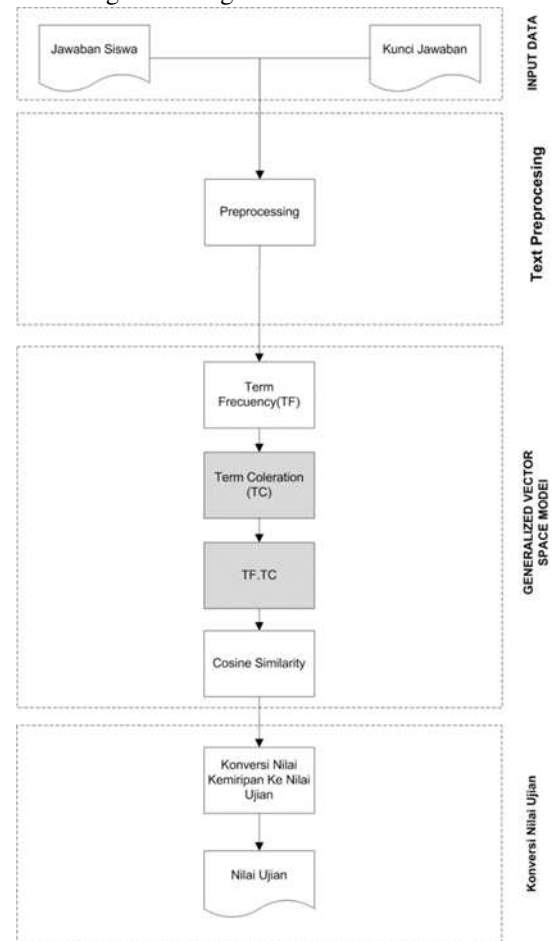 Jawaban Siswa
Kunci Jawaban
INPUT DATA
Preprocessing
Text Preprocesing
Term
Frecuency(TF)
Term Coleration
(TC)
TF.TC
Cosine Similarity
GENERALIZED VECTOR
SPACE MODEl
Konversi Nilai
Kemiripan Ke Nilai
Ujian
Nilai Ujian
Konversi Nilai Ujian